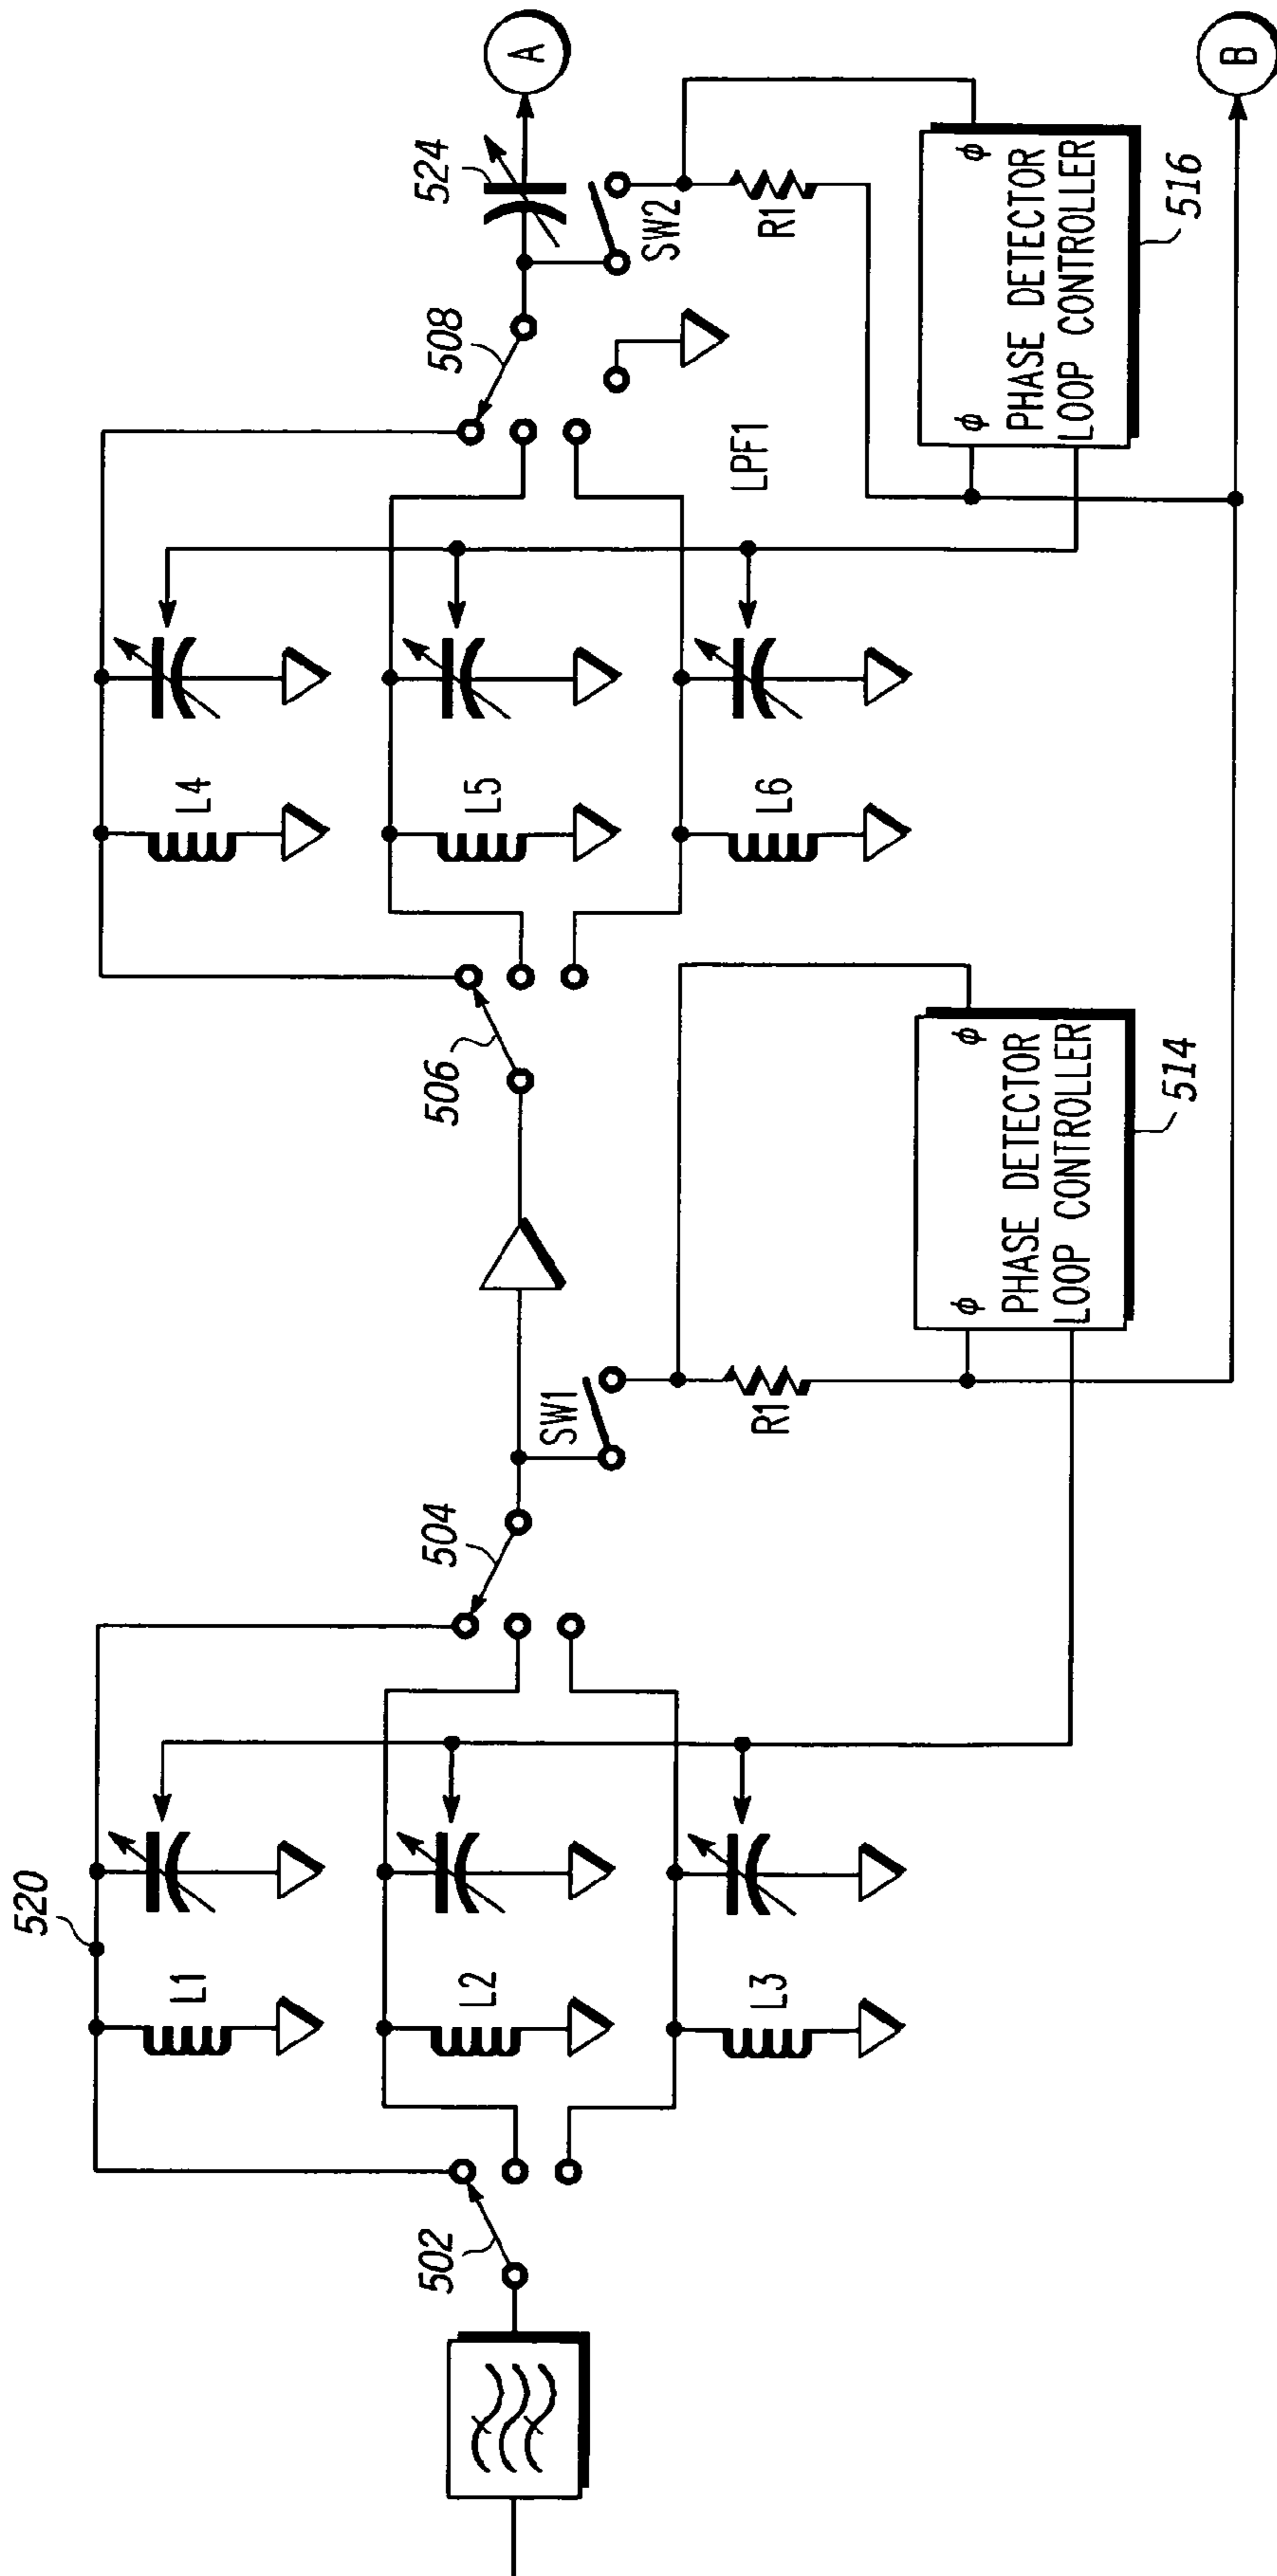 520
L1
L2
L3
502
504
SW1
R1
ϕ ϕ
PHASE DETECTOR
LOOP CONTROLLER
514
506
L4
L5
L6
508
LPF1
524
SW2
R1
ϕ ϕ
PHASE DETECTOR
LOOP CONTROLLER
516
A
B